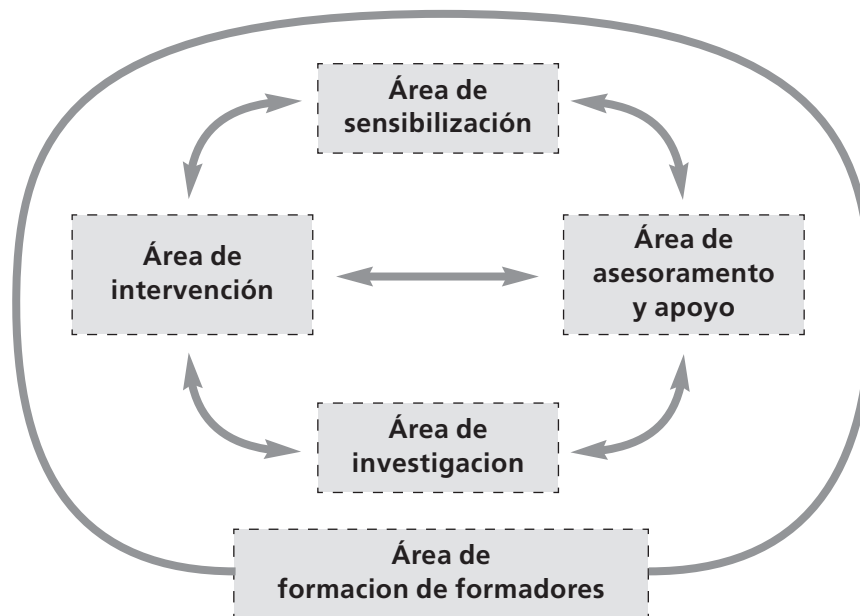 Área de
sensibilización
Área de
intervención
Área de
asesoramento
y apoyo
Área de
investigacion
Área de
formacion de formadores